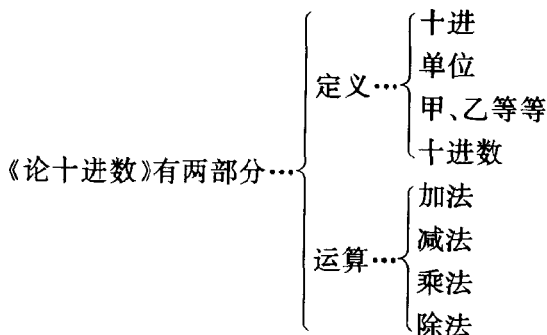 《论十进数》有两部分…
定义…
十进
单位
甲、乙等等
十进数
运算…
加法
减法
乘法
除法